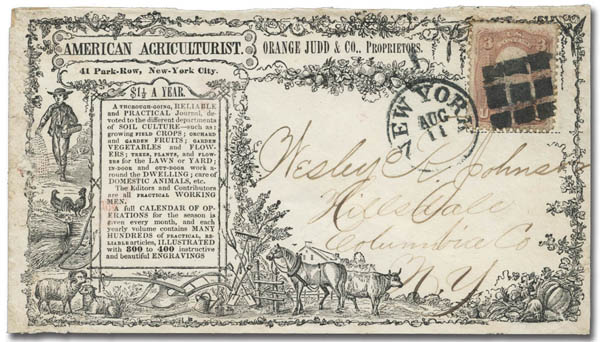 AMERICAN AGRICULTURIST.
ORANGE JUDD & CO., PROPRIETORS.
41 Park-Row, New-York City.
$1½ A YEAR.
A THOROUGH-GOING, RELIABLE
and PRACTICAL Journal, de-
voted to the different departments
of SOIL CULTURE—such as:
growing FIELD CROPS; ORCHARD
and GARDEN FRUITS; GARDEN
VEGETABLES and FLOW-
ERS; TREES, PLANTS, and FLOW-
ERS for the LAWN or YARD;
IN-DOOR and OUT-DOOR work a-
round the DWELLING; care of
DOMESTIC ANIMALS, etc.
The Editors and Contributors
are all PRACTICAL WORKING
MEN.
A full CALENDAR OF OP-
ERATIONS for the season is
given every month, and each
yearly volume contains MANY
HUNDREDS of PRACTICAL, RE-
LIABLE articles, ILLUSTRATED
with 300 to 400 instructive
and beautiful ENGRAVINGS
NEW YORK
AUG
11
3
Wesley
Hillsdale
Columbia Co
N.Y